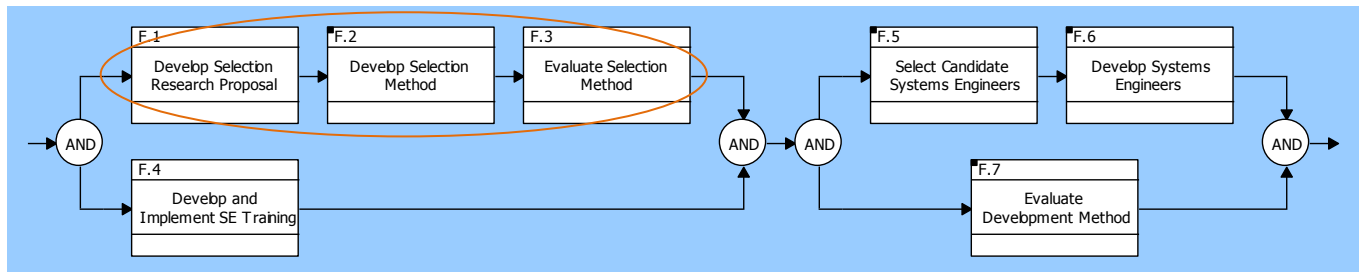 F.1
Develop Selection
Research Proposal
F.2
Develop Selection
Method
F.3
Evaluate Selection
Method
F.5
Select Candidate
Systems Engineers
F.6
Develop Systems
Engineers
AND
AND
AND
AND
F.4
Develop and
Implement SE Training
F.7
Evaluate
Development Method